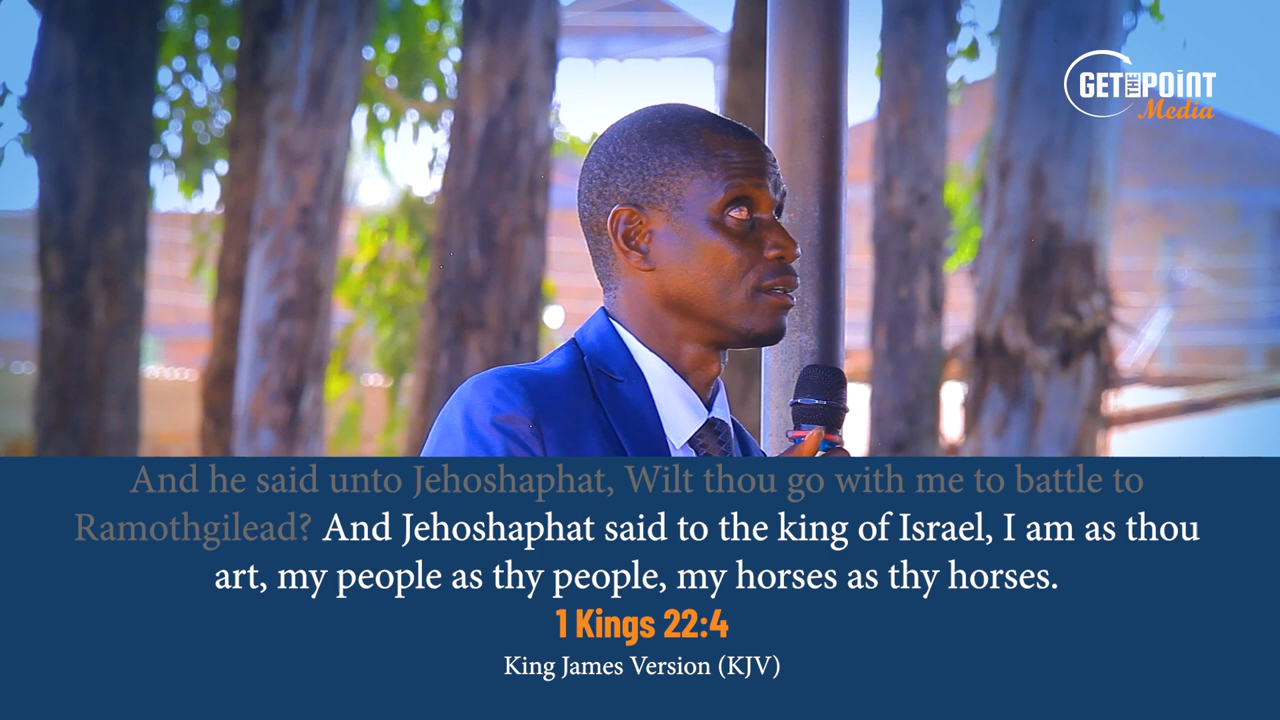 GET THE POINT
Media
And he said unto Jehoshaphat, Wilt thou go with me to battle to
Ramothgilead? And Jehoshaphat said to the king of Israel, I am as thou
art, my people as thy people, my horses as thy horses.
1 Kings 22:4
King James Version (KJV)